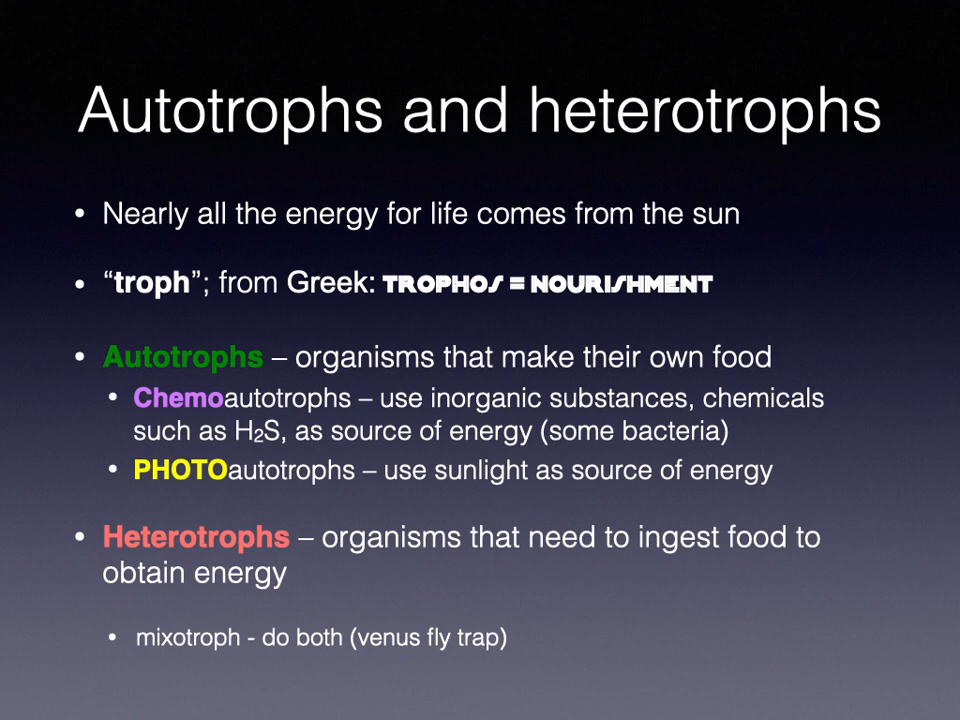 Autotrophs and heterotrophs
• Nearly all the energy for life comes from the sun
• “troph”; from Greek: TROPHOS = NOURISHMENT
• Autotrophs – organisms that make their own food
• Chemoautotrophs – use inorganic substances, chemicals
such as H₂S, as source of energy (some bacteria)
• PHOTOautotrophs – use sunlight as source of energy
• Heterotrophs – organisms that need to ingest food to
obtain energy
• mixotroph - do both (venus fly trap)